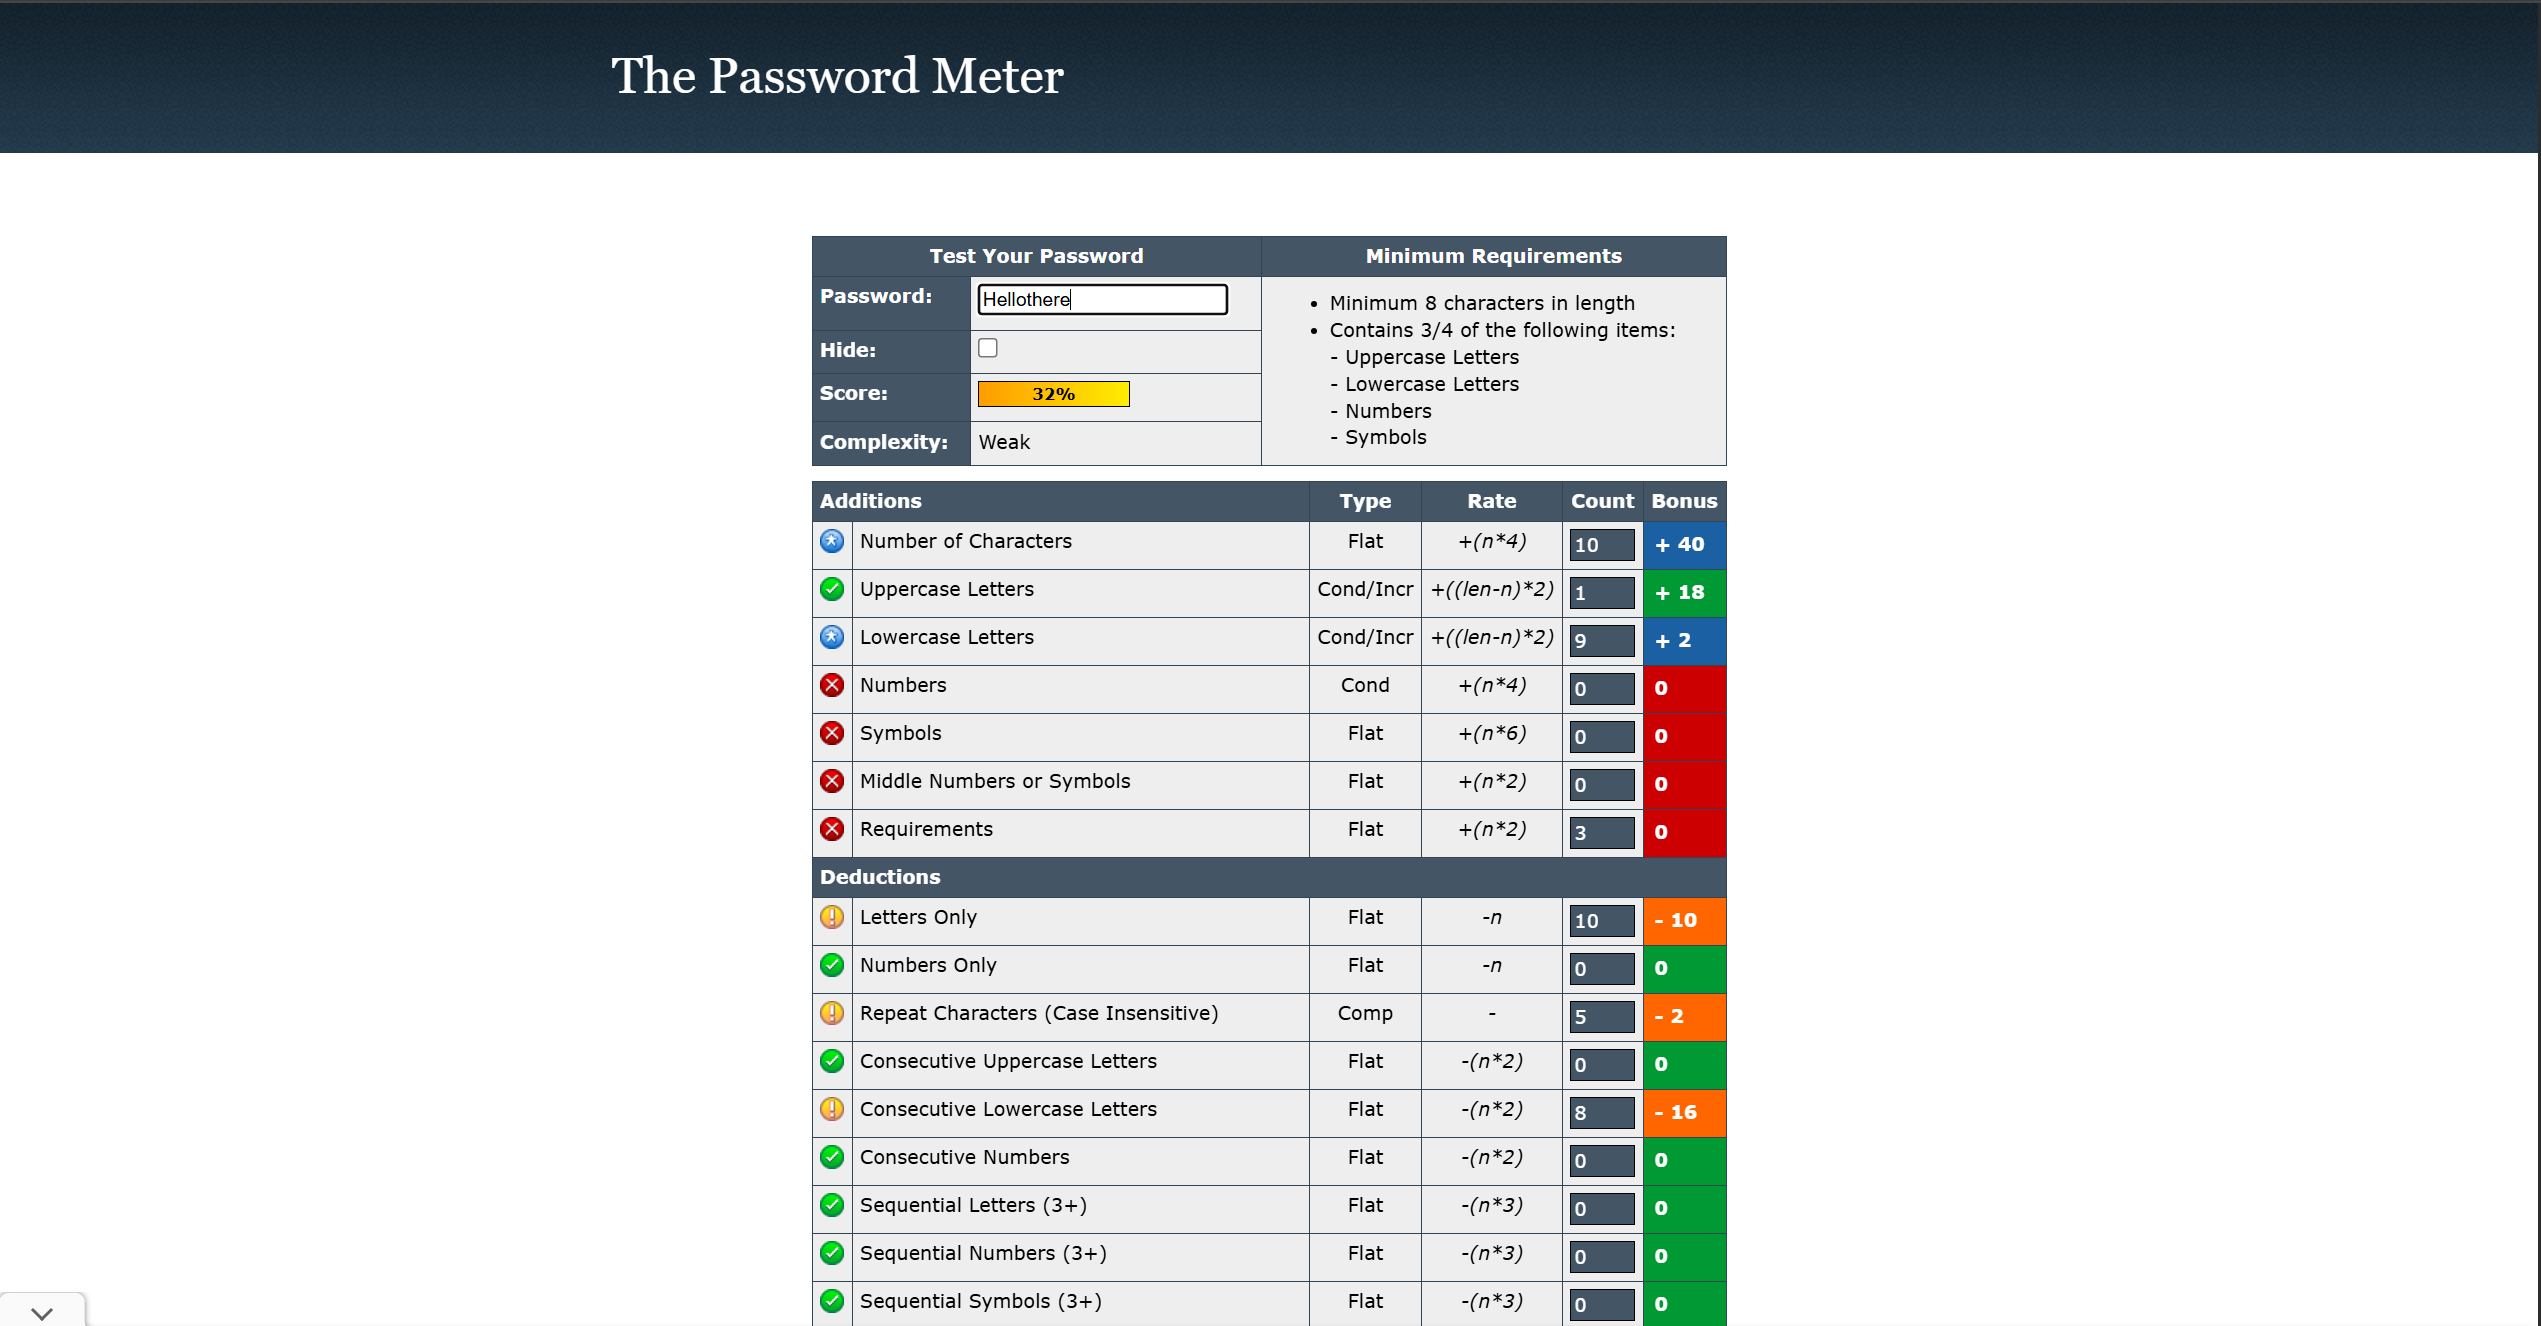 The Password Meter
Test Your Password Minimum Requirements
Password: Hellothere
Hide:
Score: 32%
Complexity: Weak
• Minimum 8 characters in length
• Contains 3/4 of the following items:
- Uppercase Letters
- Lowercase Letters
- Numbers
- Symbols
Additions Type Rate Count Bonus
Number of Characters Flat +(n*4) 10 + 40
Uppercase Letters Cond/Incr +((len-n)*2) 1 + 18
Lowercase Letters Cond/Incr +((len-n)*2) 9 + 2
Numbers Cond +(n*4) 0 0
Symbols Flat +(n*6) 0 0
Middle Numbers or Symbols Flat +(n*2) 0 0
Requirements Flat +(n*2) 3 0
Deductions
Letters Only Flat -n 10 - 10
Numbers Only Flat -n 0 0
Repeat Characters (Case Insensitive) Comp - 5 - 2
Consecutive Uppercase Letters Flat -(n*2) 0 0
Consecutive Lowercase Letters Flat -(n*2) 8 - 16
Consecutive Numbers Flat -(n*2) 0 0
Sequential Letters (3+) Flat -(n*3) 0 0
Sequential Numbers (3+) Flat -(n*3) 0 0
Sequential Symbols (3+) Flat -(n*3) 0 0